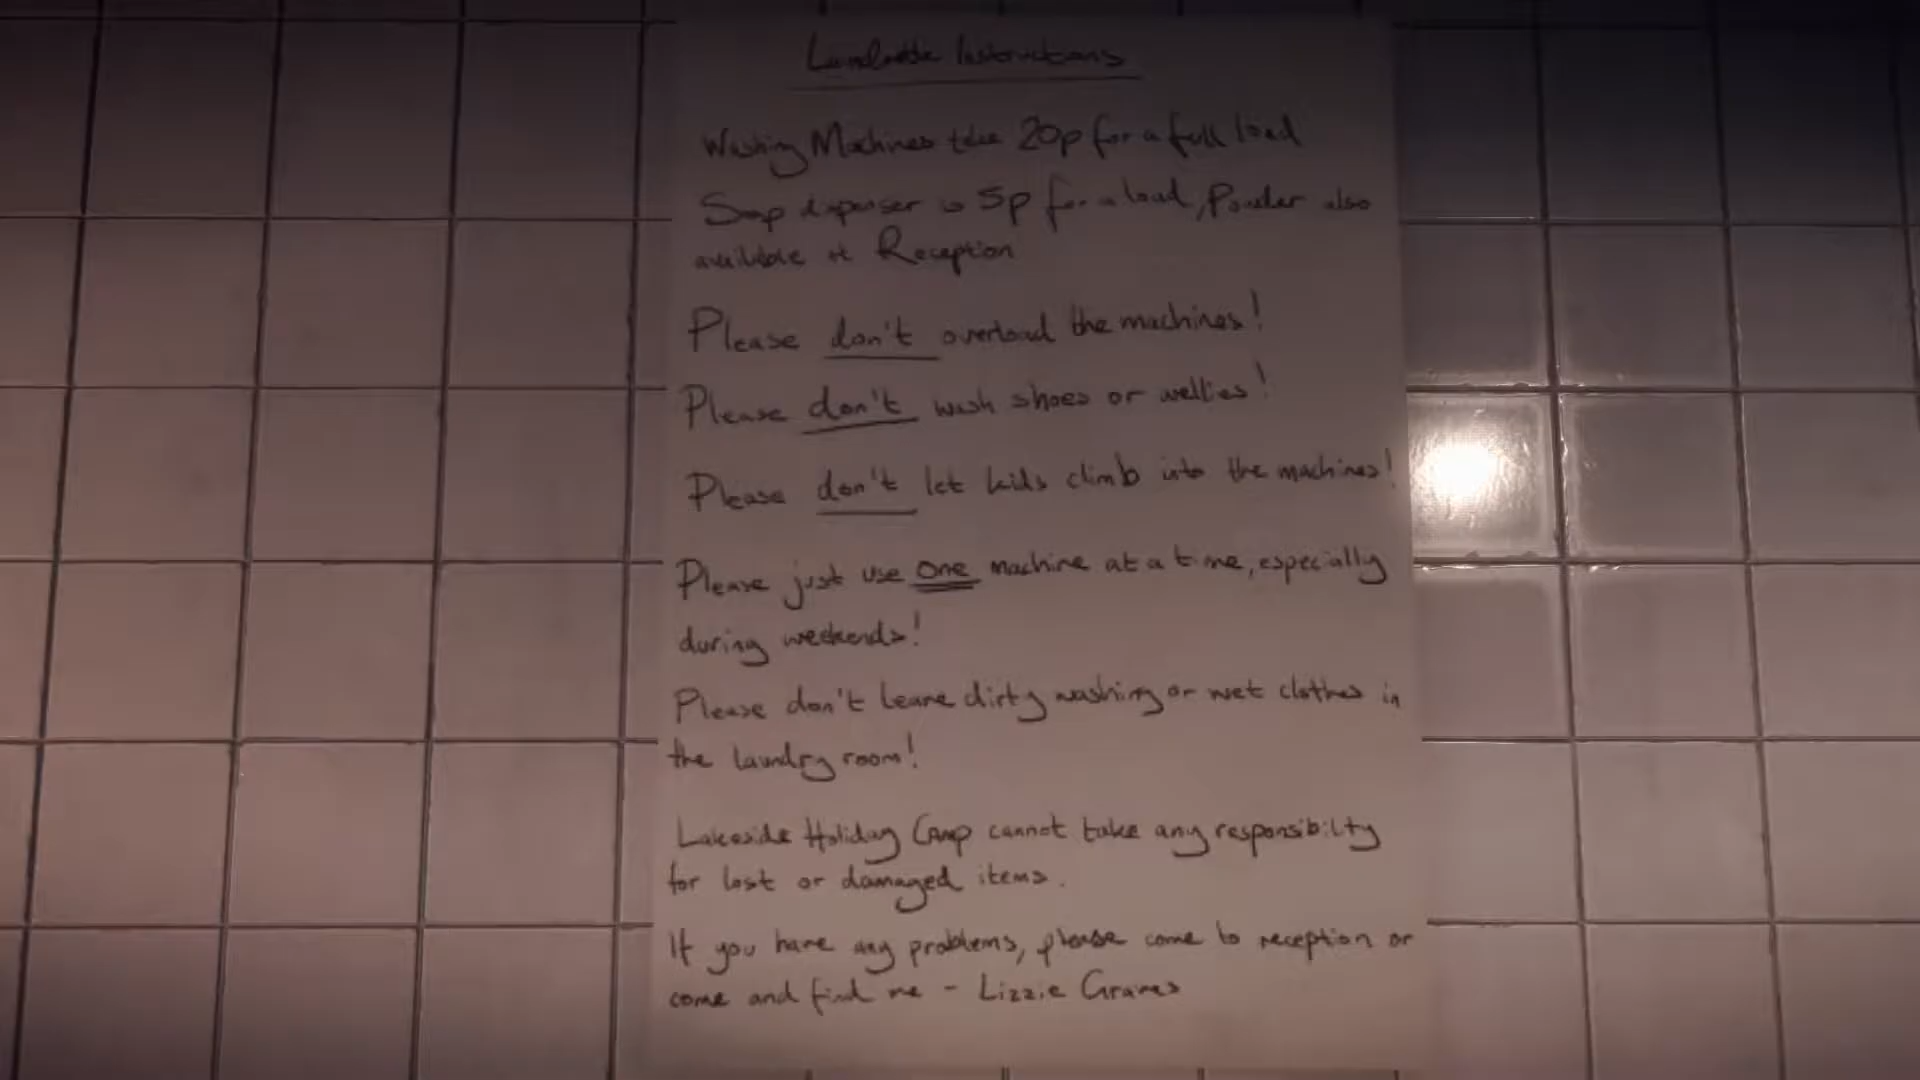 Laundrette Instructions
Washing Machines take 20p for a full load
Soap dispenser is 5p for a load, Powder also
available at Reception
Please don't overload the machines!
Please don't wash shoes or wellies!
Please don't let kids climb into the machines!
Please just use one machine at a time, especially
during weekends!
Please don't leave dirty washing or wet clothes in
the laundry room!
Lakeside Holiday Camp cannot take any responsibilty
for lost or damaged items.
If you have any problems, please come to reception or
come and find me - Lizzie Graves